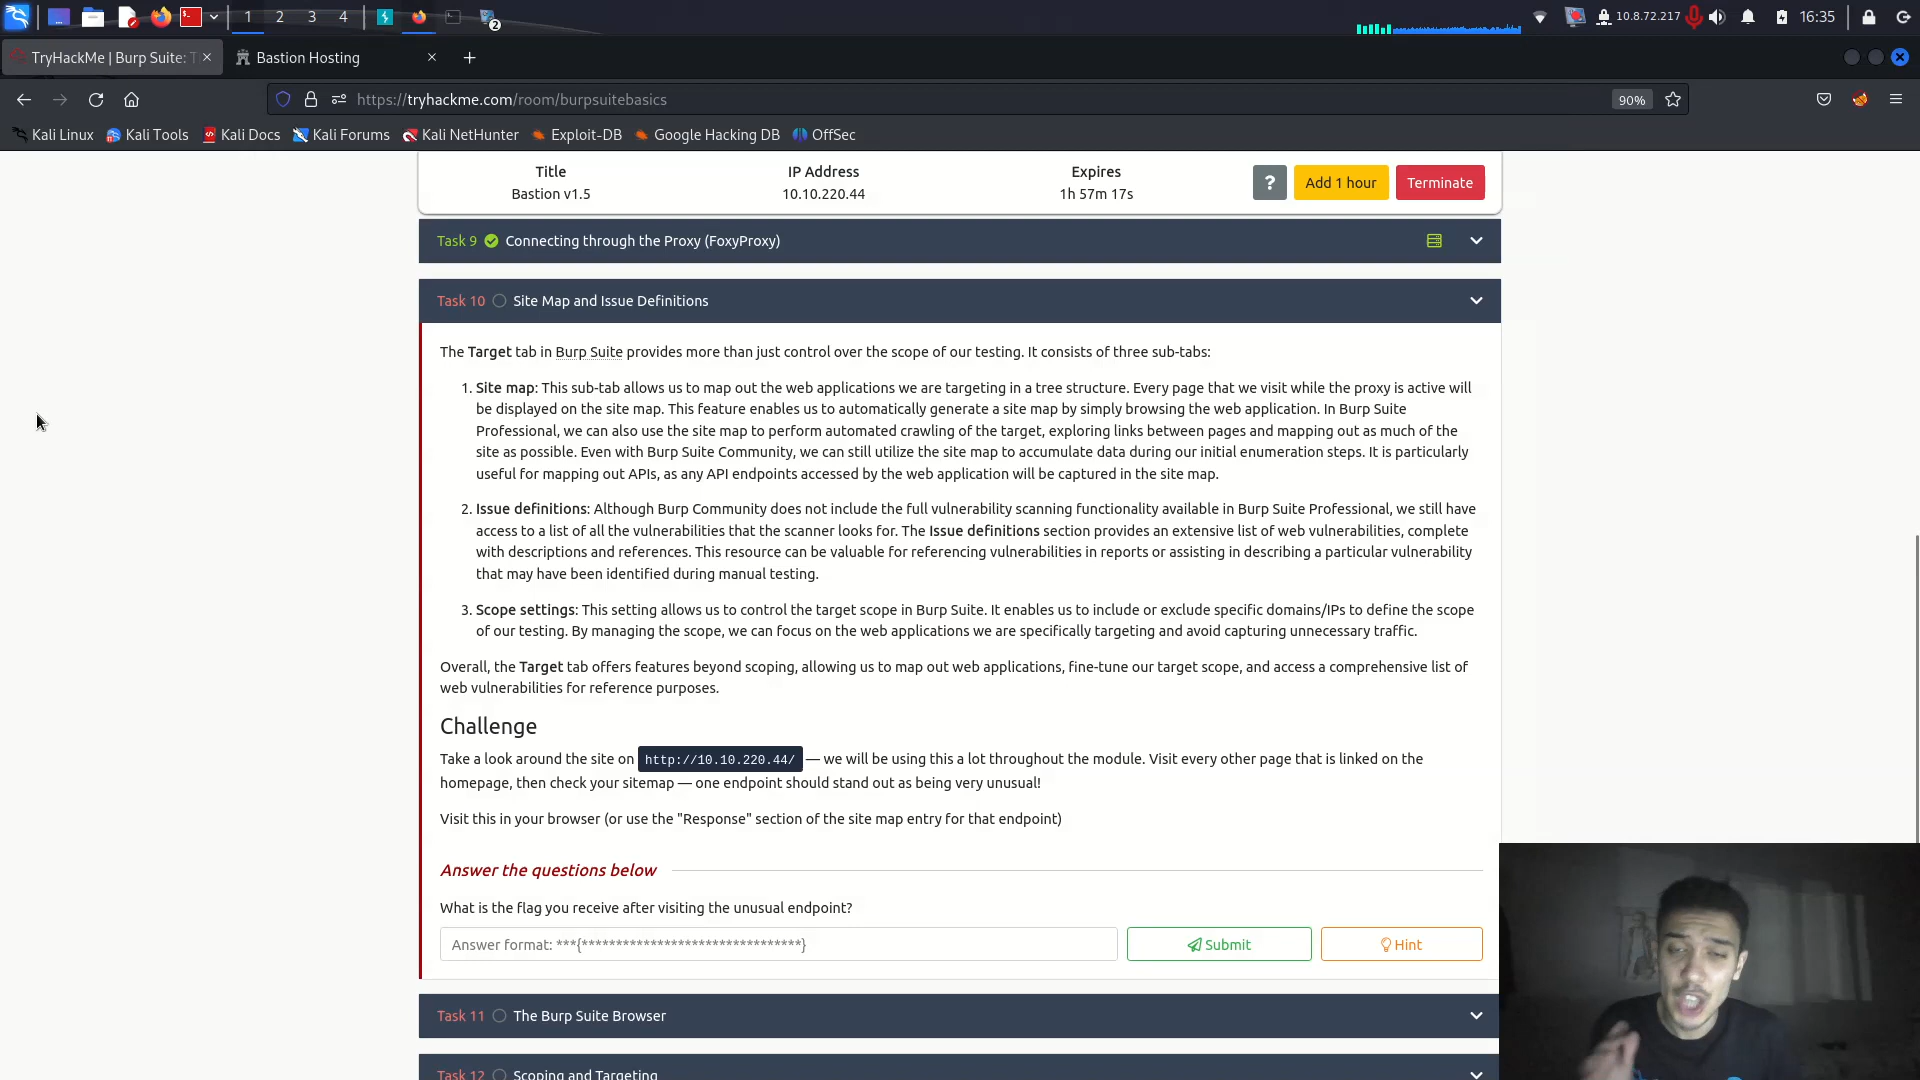 1
2
3
4
2
10.8.72.217
16:35
TryHackMe | Burp Suite: T
Bastion Hosting
https://tryhackme.com/room/burpsuitebasics
90%
Kali Linux
Kali Tools
Kali Docs
Kali Forums
Kali NetHunter
Exploit-DB
Google Hacking DB
OffSec
Title
IP Address
Expires
Bastion v1.5
10.10.220.44
1h 57m 17s
?
Add 1 hour
Terminate
Task 9 Connecting through the Proxy (FoxyProxy)
Task 10 Site Map and Issue Definitions
The Target tab in Burp Suite provides more than just control over the scope of our testing. It consists of three sub-tabs:
1. Site map: This sub-tab allows us to map out the web applications we are targeting in a tree structure. Every page that we visit while the proxy is active will
be displayed on the site map. This feature enables us to automatically generate a site map by simply browsing the web application. In Burp Suite
Professional, we can also use the site map to perform automated crawling of the target, exploring links between pages and mapping out as much of the
site as possible. Even with Burp Suite Community, we can still utilize the site map to accumulate data during our initial enumeration steps. It is particularly
useful for mapping out APIs, as any API endpoints accessed by the web application will be captured in the site map.
2. Issue definitions: Although Burp Community does not include the full vulnerability scanning functionality available in Burp Suite Professional, we still have
access to a list of all the vulnerabilities that the scanner looks for. The Issue definitions section provides an extensive list of web vulnerabilities, complete
with descriptions and references. This resource can be valuable for referencing vulnerabilities in reports or assisting in describing a particular vulnerability
that may have been identified during manual testing.
3. Scope settings: This setting allows us to control the target scope in Burp Suite. It enables us to include or exclude specific domains/IPs to define the scope
of our testing. By managing the scope, we can focus on the web applications we are specifically targeting and avoid capturing unnecessary traffic.
Overall, the Target tab offers features beyond scoping, allowing us to map out web applications, fine-tune our target scope, and access a comprehensive list of
web vulnerabilities for reference purposes.
Challenge
Take a look around the site on http://10.10.220.44/ — we will be using this a lot throughout the module. Visit every other page that is linked on the
homepage, then check your sitemap — one endpoint should stand out as being very unusual!
Visit this in your browser (or use the "Response" section of the site map entry for that endpoint)
Answer the questions below
What is the flag you receive after visiting the unusual endpoint?
Answer format: ***{********************************}
Submit
Hint
Task 11 The Burp Suite Browser
Task 12 Scoping and Targeting